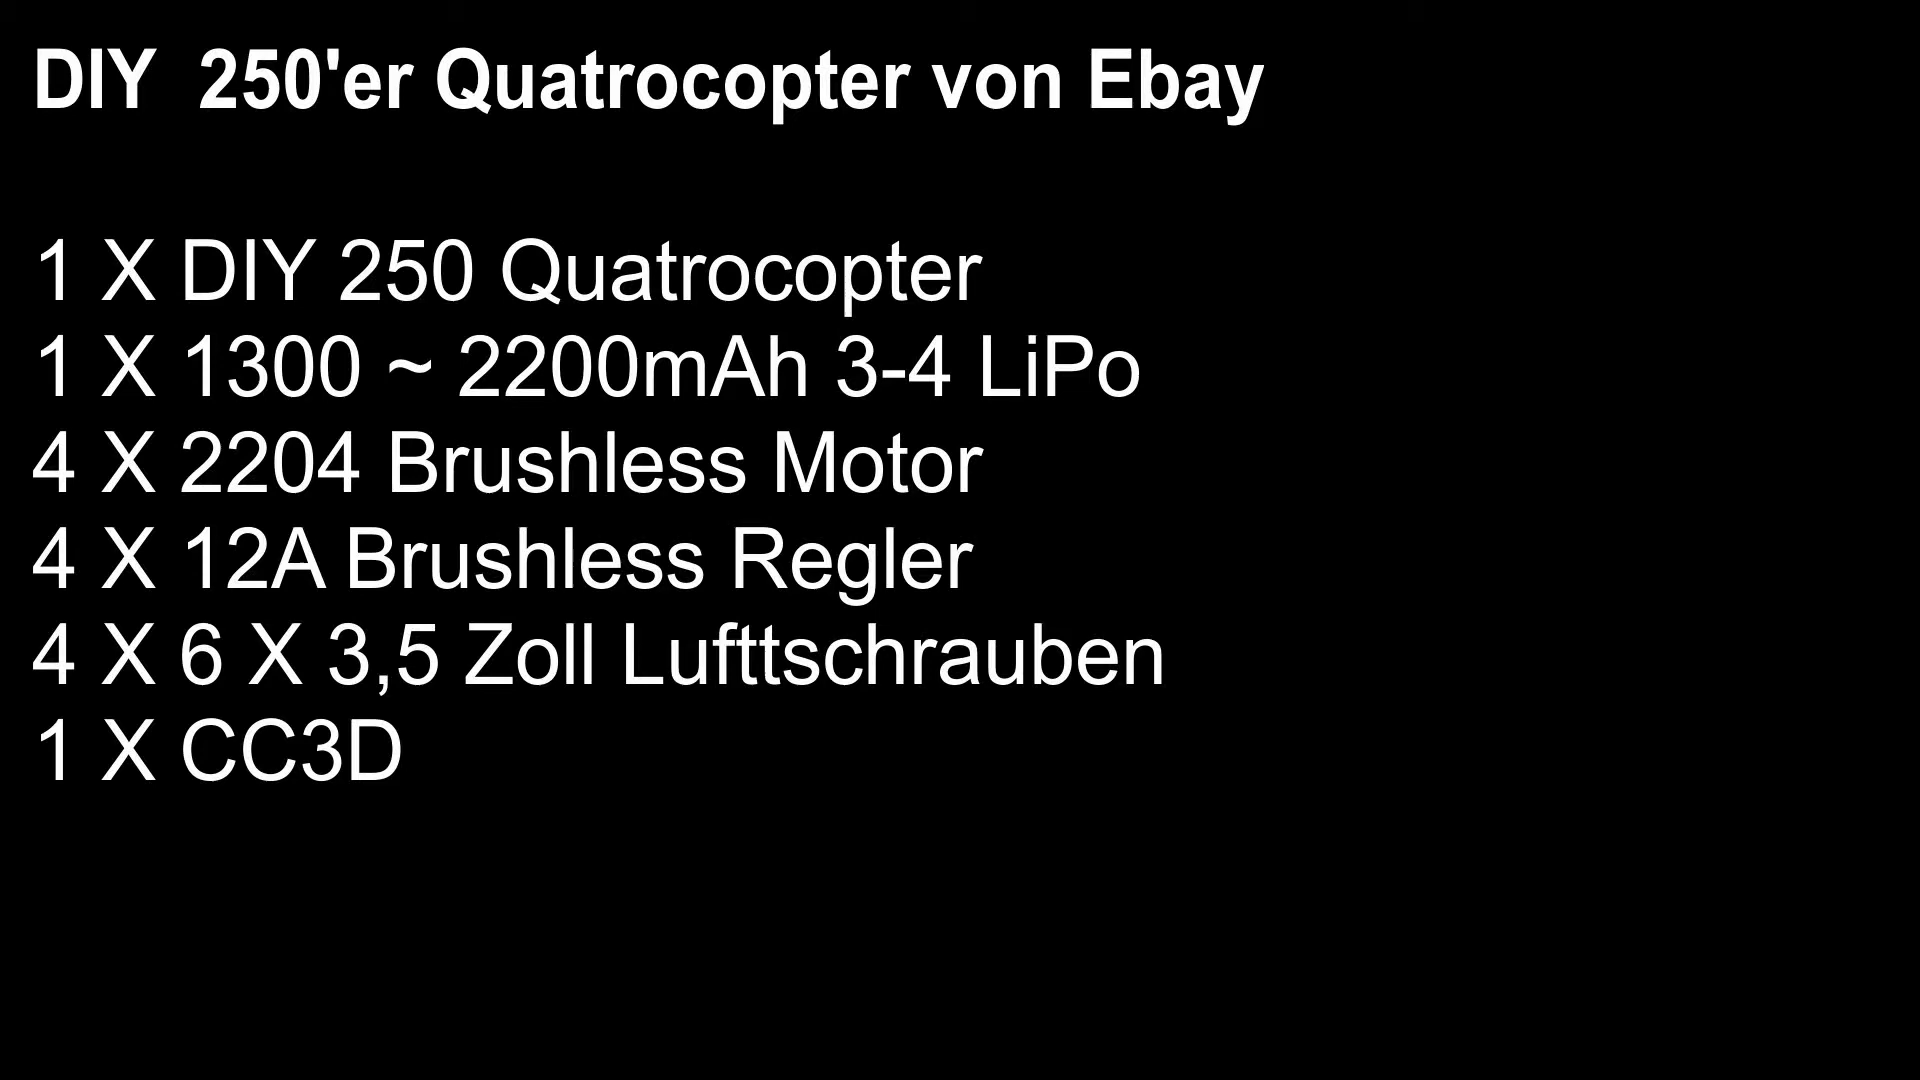 DIY  250'er Quatrocopter von Ebay
1 X DIY 250 Quatrocopter
1 X 1300 ~ 2200mAh 3-4 LiPo
4 X 2204 Brushless Motor
4 X 12A Brushless Regler
4 X 6 X 3,5 Zoll Lufttschrauben
1 X CC3D